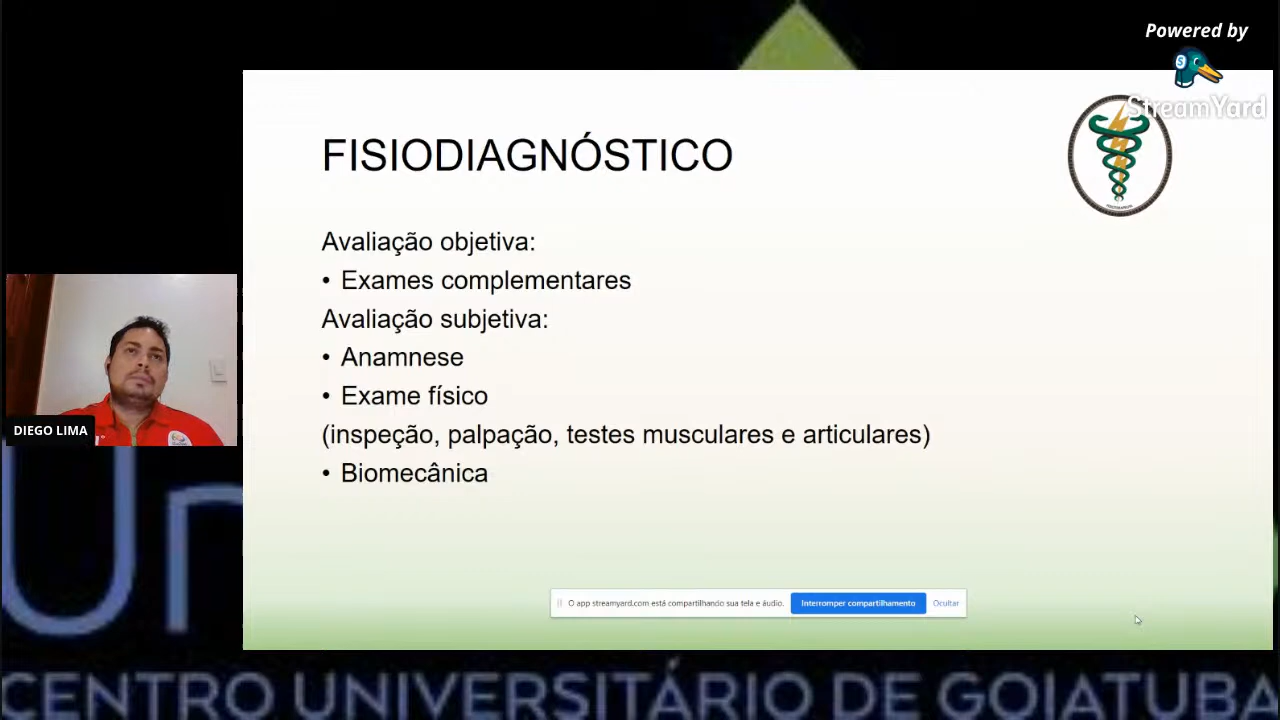 Powered by
StreamYard
FISIODIAGNÓSTICO
Avaliação objetiva:
• Exames complementares
Avaliação subjetiva:
• Anamnese
• Exame físico
(inspeção, palpação, testes musculares e articulares)
• Biomecânica
DIEGO LIMA
O app streamyard.com está compartilhando sua tela e áudio.
Interromper compartilhamento
Ocultar
Un
CENTRO UNIVERSITÁRIO DE GOIATUBA